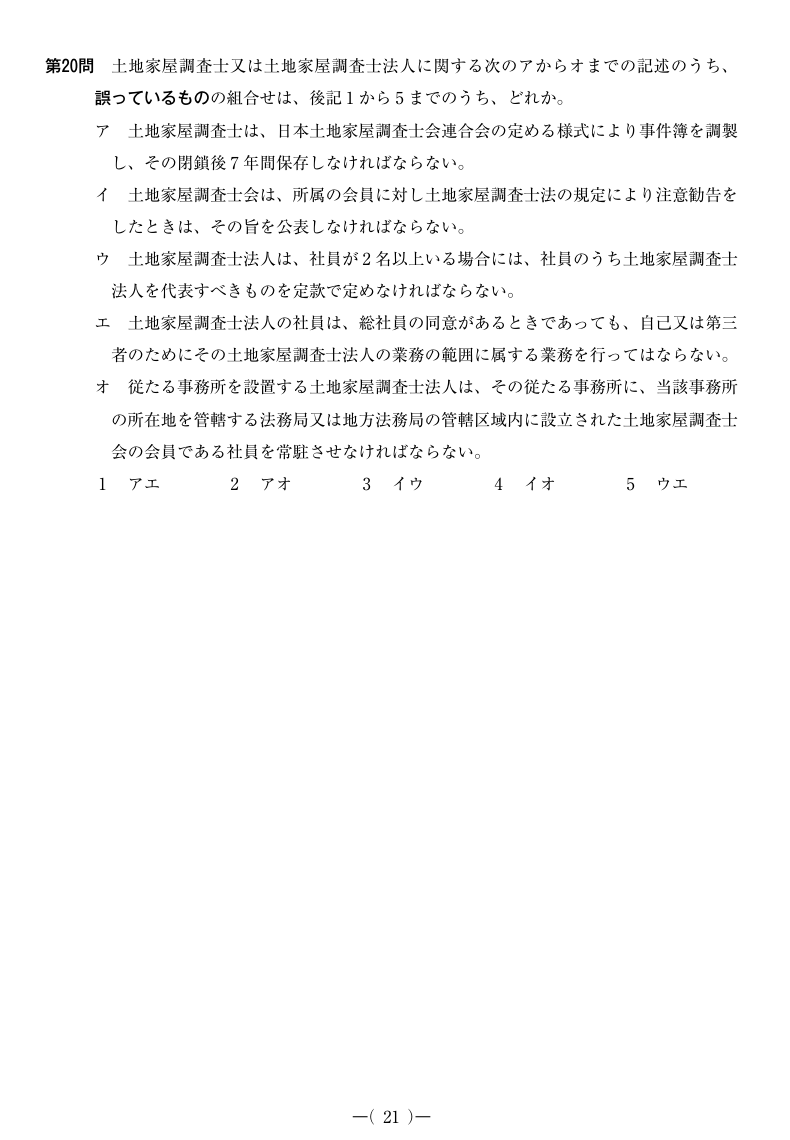 第20問　土地家屋調査士又は土地家屋調査士法人に関する次のアからオまでの記述のうち、
誤っているものの組合せは、後記1から5までのうち、どれか。
ア　土地家屋調査士は、日本土地家屋調査士会連合会の定める様式により事件簿を調製
し、その閉鎖後7年間保存しなければならない。
イ　土地家屋調査士会は、所属の会員に対し土地家屋調査士法の規定により注意勧告を
したときは、その旨を公表しなければならない。
ウ　土地家屋調査士法人は、社員が2名以上いる場合には、社員のうち土地家屋調査士
法人を代表すべきものを定款で定めなければならない。
エ　土地家屋調査士法人の社員は、総社員の同意があるときであっても、自己又は第三
者のためにその土地家屋調査士法人の業務の範囲に属する業務を行ってはならない。
オ　従たる事務所を設置する土地家屋調査士法人は、その従たる事務所に、当該事務所
の所在地を管轄する法務局又は地方法務局の管轄区域内に設立された土地家屋調査士
会の会員である社員を常駐させなければならない。
1　アエ　　　2　アオ　　　3　イウ　　　4　イオ　　　5　ウエ
―( 21 )―